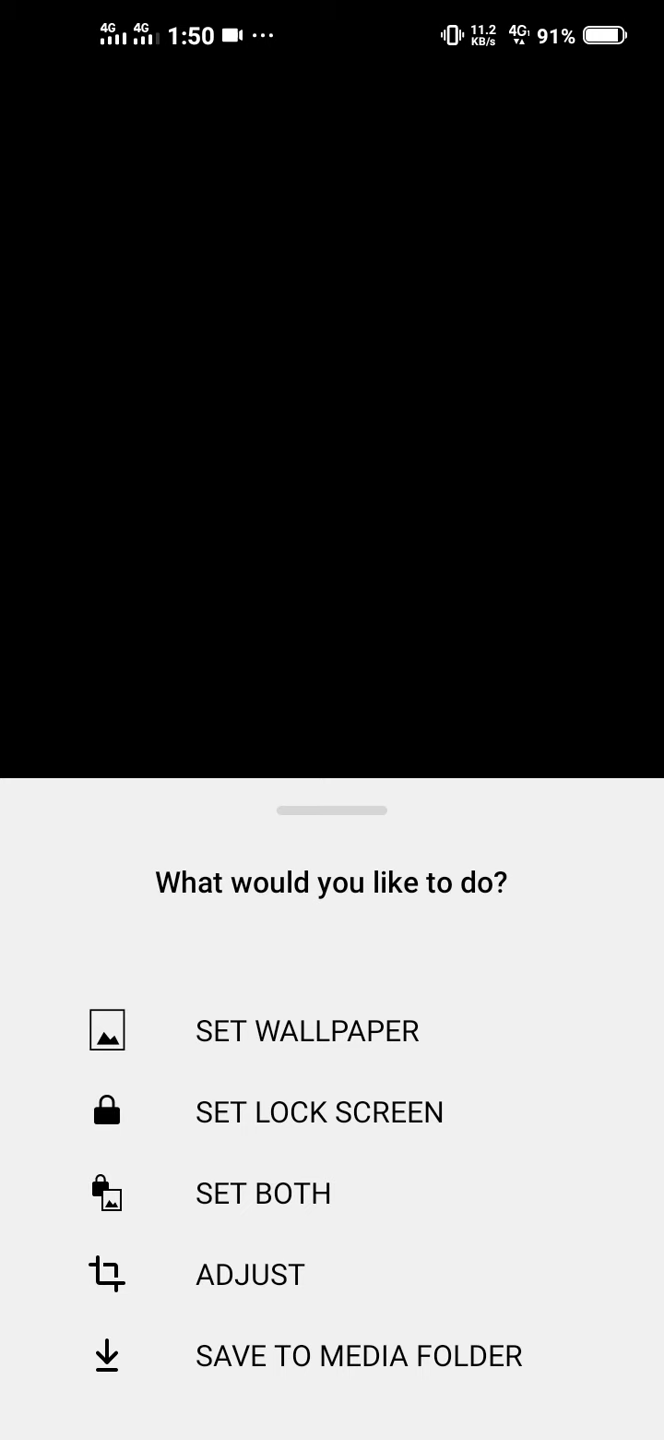 4G 4G 1:50 ... 11.2 KB/s 4G1 91%
What would you like to do?
SET WALLPAPER
SET LOCK SCREEN
SET BOTH
ADJUST
SAVE TO MEDIA FOLDER